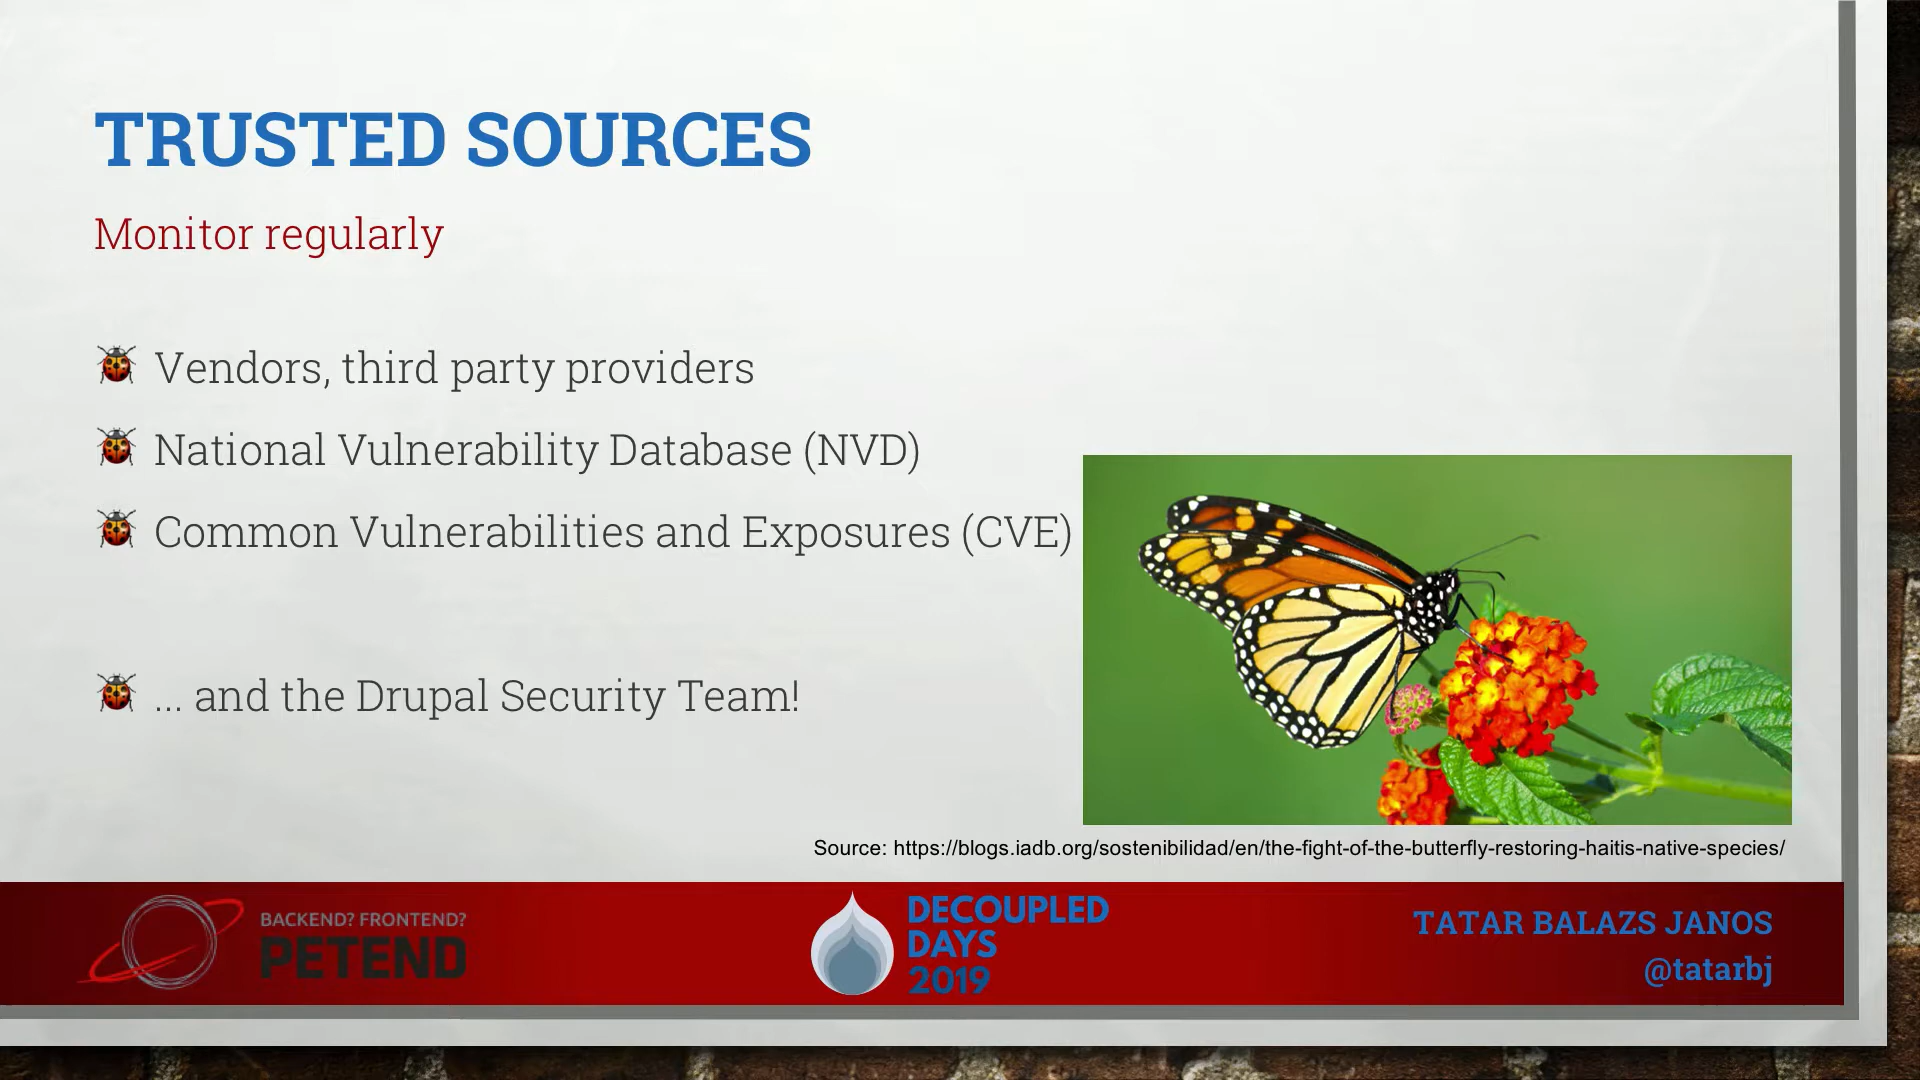 TRUSTED SOURCES
Monitor regularly
Vendors, third party providers
National Vulnerability Database (NVD)
Common Vulnerabilities and Exposures (CVE)
... and the Drupal Security Team!
Source: https://blogs.iadb.org/sostenibilidad/en/the-fight-of-the-butterfly-restoring-haitis-native-species/
BACKEND? FRONTEND?
PETEND
DECOUPLED
DAYS
2019
TATAR BALAZS JANOS
@tatarbj